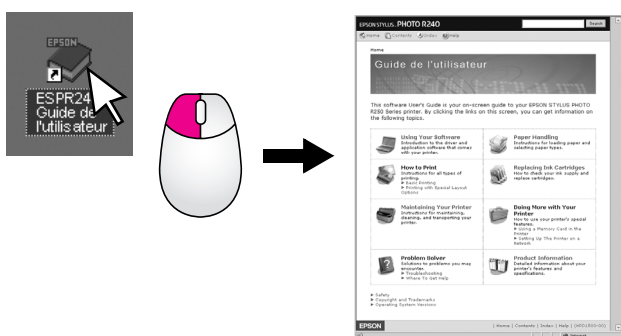 EPSON
ESPR24
Guide de
l'utilisateur
EPSON STYLUS PHOTO R240
Search
Home Contents Index Help
Home
Guide de l'utilisateur
This software User's Guide is your on-screen guide to your EPSON STYLUS PHOTO
R250 Series printer. By clicking the links on this screen, you can get information on
the following topics.
Using Your Software
Introduction to the driver and
application software that comes
with your printer.
Paper Handling
Instructions for loading paper and
selecting paper types.
How to Print
Instructions for all types of
printing.
Basic Printing
Printing with Special Layout
Options
Replacing Ink Cartridges
How to check your ink supply and
replace cartridges.
Maintaining Your Printer
Instructions for maintaining,
cleaning, and transporting your
printer.
Doing More with Your
Printer
How to use your printer's special
features.
Using a Memory Card in the
Printer
Setting Up The Printer on a
Network
Problem Solver
Solutions to problems you may
encounter.
Troubleshooting
Where To Get Help
Product Information
Detailed information about your
printer's features and
specifications.
Safety
Copyright and Trademarks
Operating System Versions
EPSON
| Home | Contents | Index | Help | (NPD1500-00)
Internet